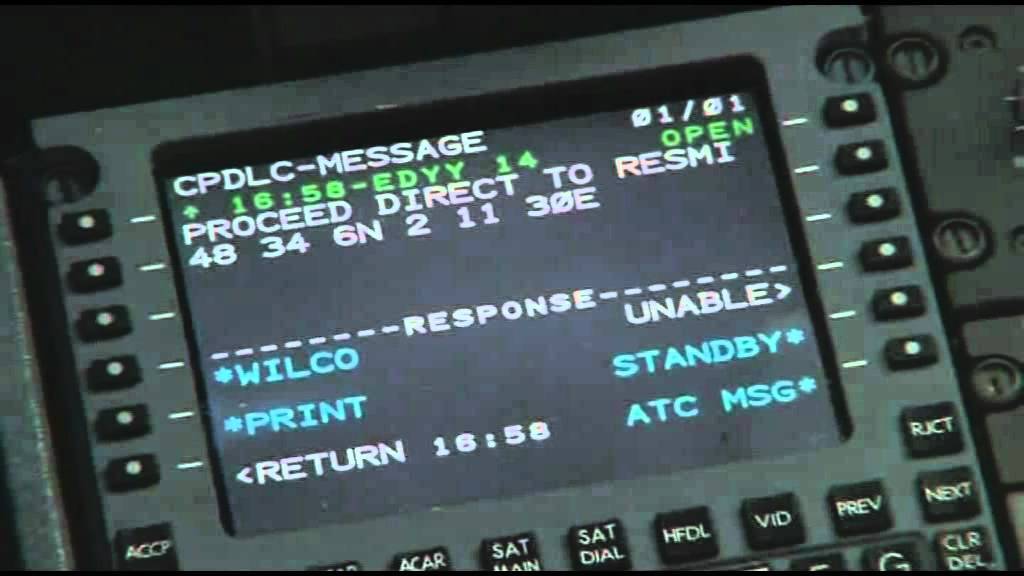 01/01
CPDLC-MESSAGE OPEN
↑ 16:58-EDYY 14
PROCEED DIRECT TO RESMI
48 34 6N 2 11 30E
-------RESPONSE-------
UNABLE>
*WILCO STANDBY*
*PRINT ATC MSG*
<RETURN 16:58
RJCT
ACCP ACAR SAT SAT DIAL HFDL VID PREV NEXT
G CLR DEL